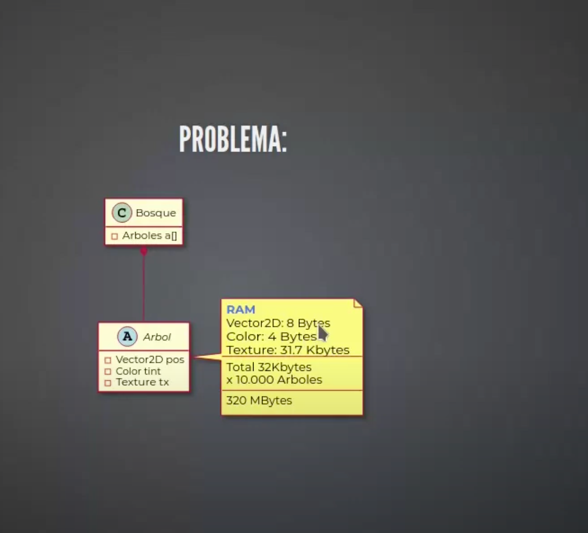 PROBLEMA:
C Bosque
Arboles a[]
A Arbol
Vector2D pos
Color tint
Texture tx
RAM
Vector2D: 8 Bytes
Color: 4 Bytes
Texture: 31.7 Kbytes
Total 32Kbytes
x 10.000 Arboles
320 MBytes